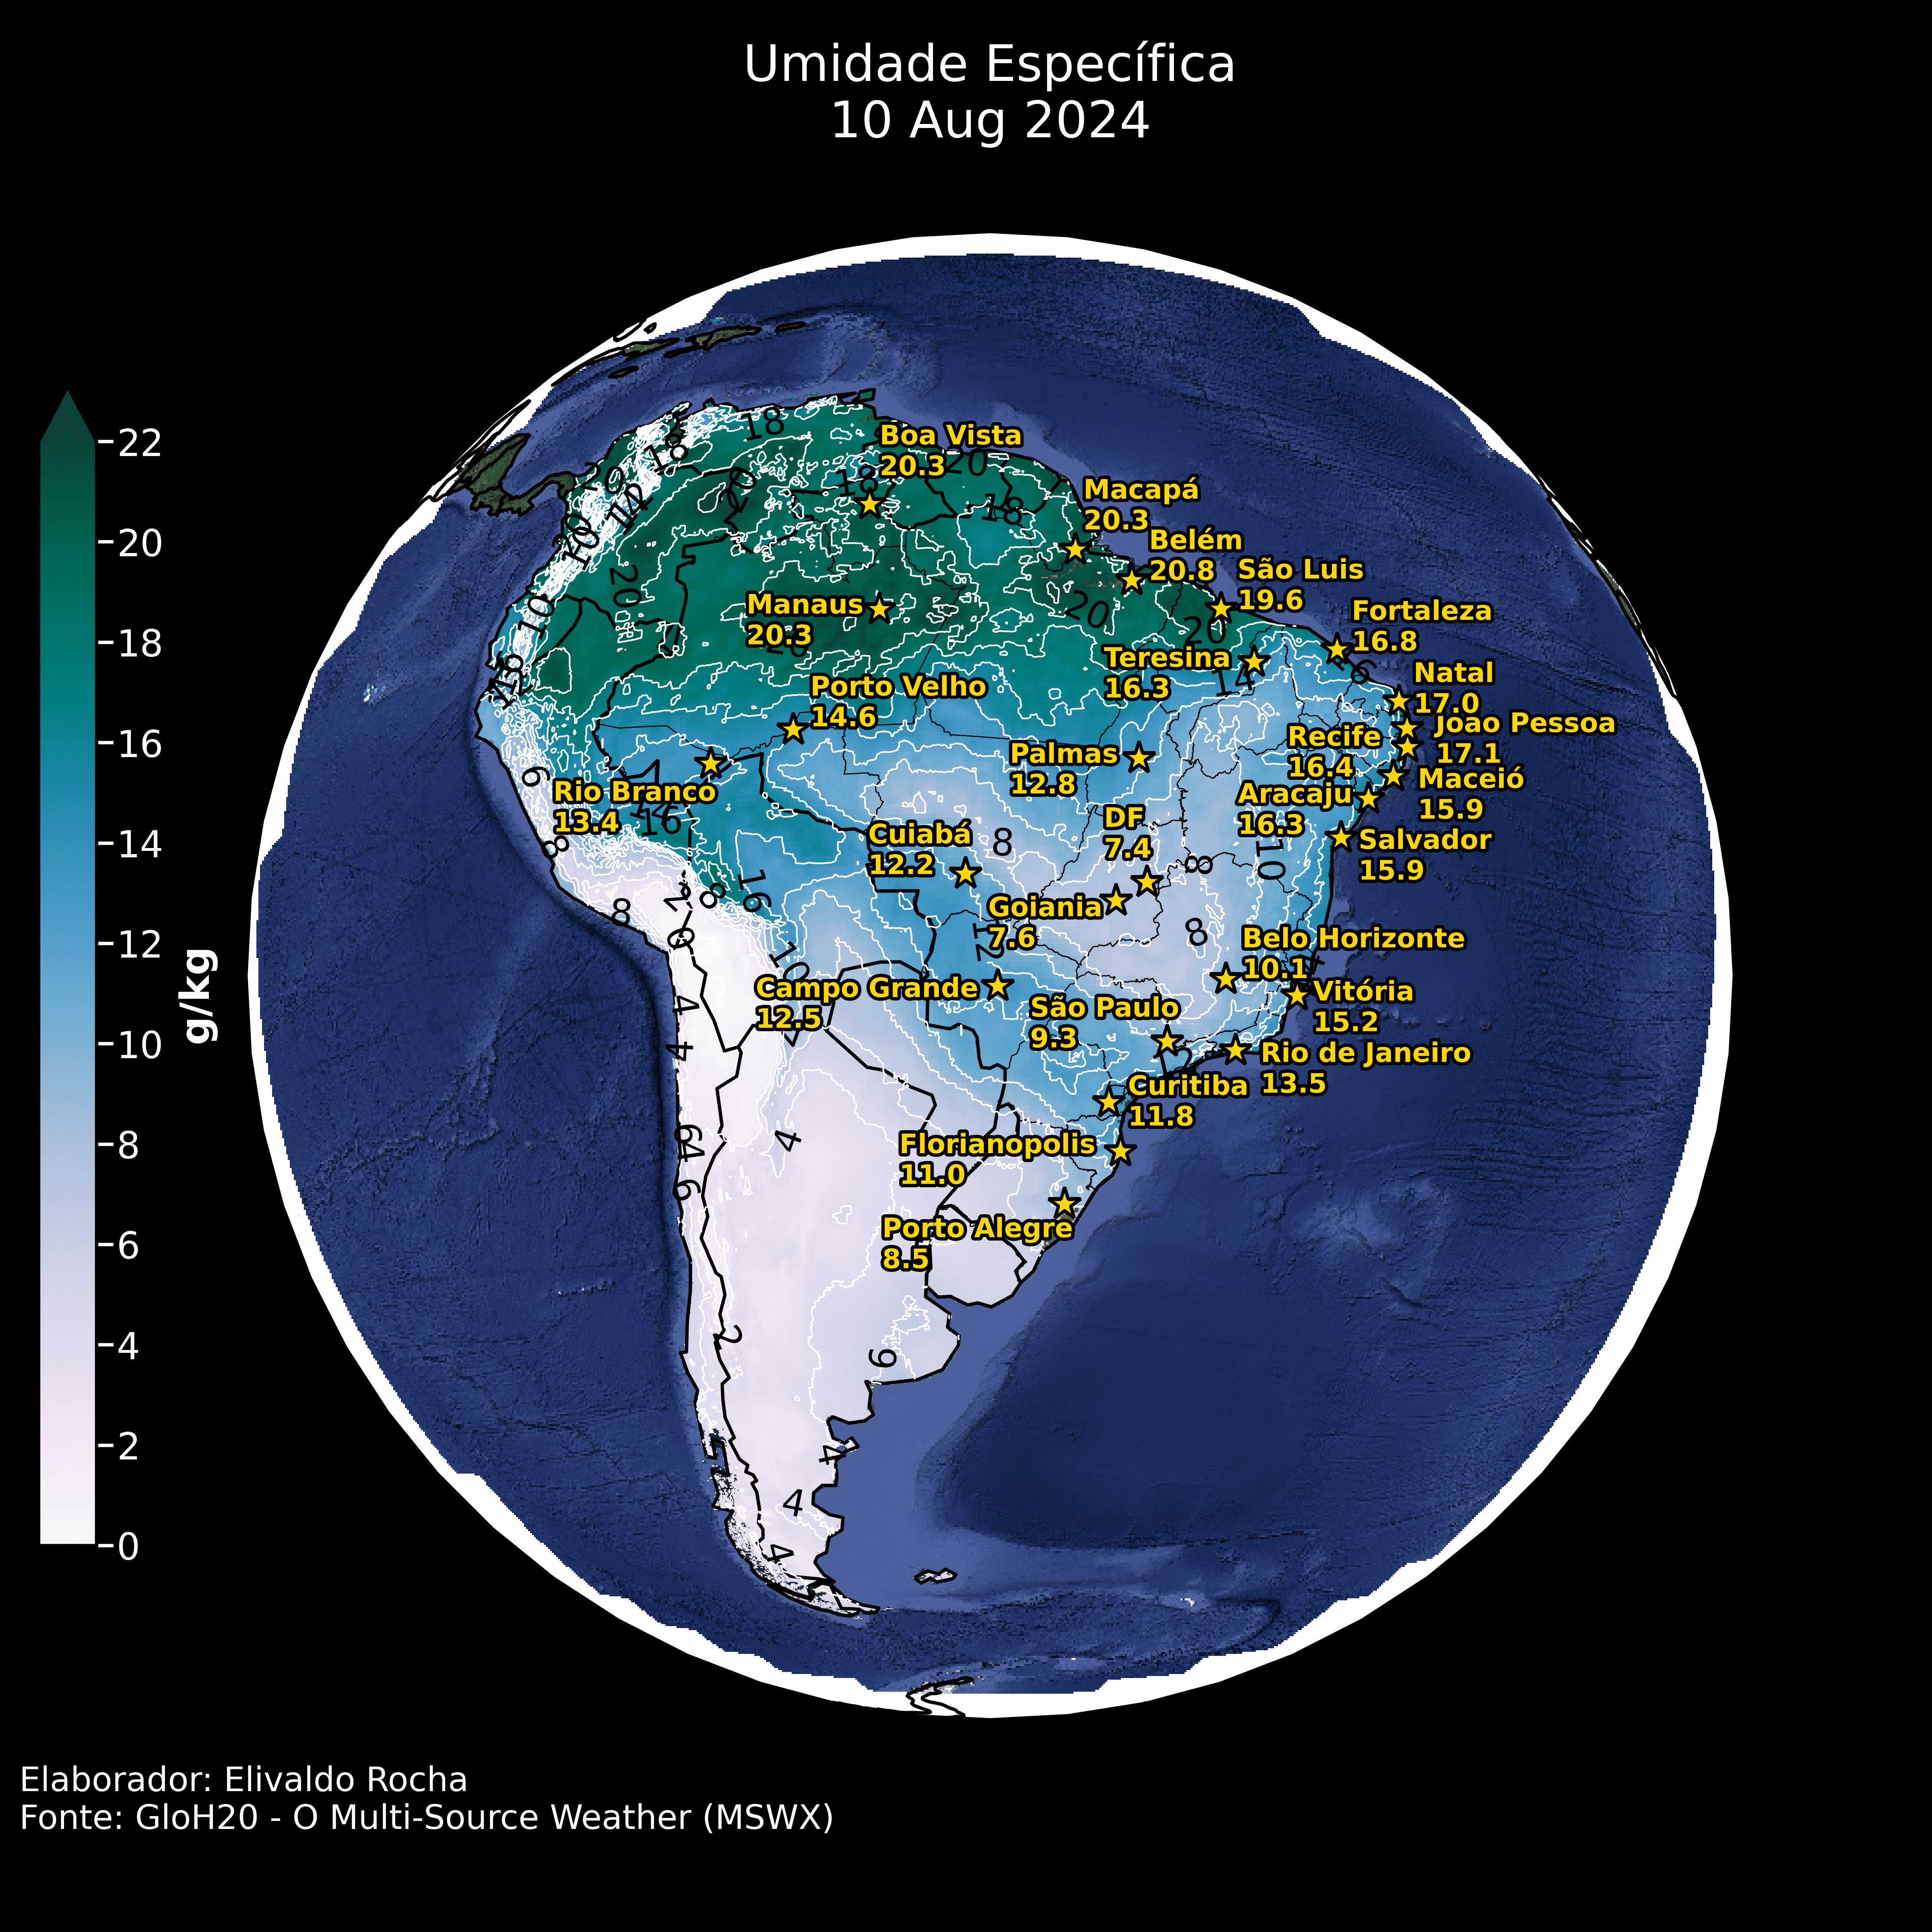 Umidade Específica
10 Aug 2024
22
20
18
16
14
12
10
8
6
4
2
0
g/kg
Boa Vista
20.3
Macapá
20.3
Belém
20.8
São Luis
19.6
Manaus
20.3
Fortaleza
16.8
Teresina
16.3
Natal
17.0
Porto Velho
14.6
João Pessoa
17.1
Recife
16.4
Palmas
12.8
Maceió
15.9
Rio Branco
13.4
Aracaju
16.3
DF
7.4
Cuiabá
12.2
Salvador
15.9
Goiania
7.6
Belo Horizonte
10.1
Campo Grande
12.5
Vitória
15.2
São Paulo
9.3
Rio de Janeiro
13.5
Curitiba
11.8
Florianopolis
11.0
Porto Alegre
8.5
Elaborador: Elivaldo Rocha
Fonte: GloH20 - O Multi-Source Weather (MSWX)